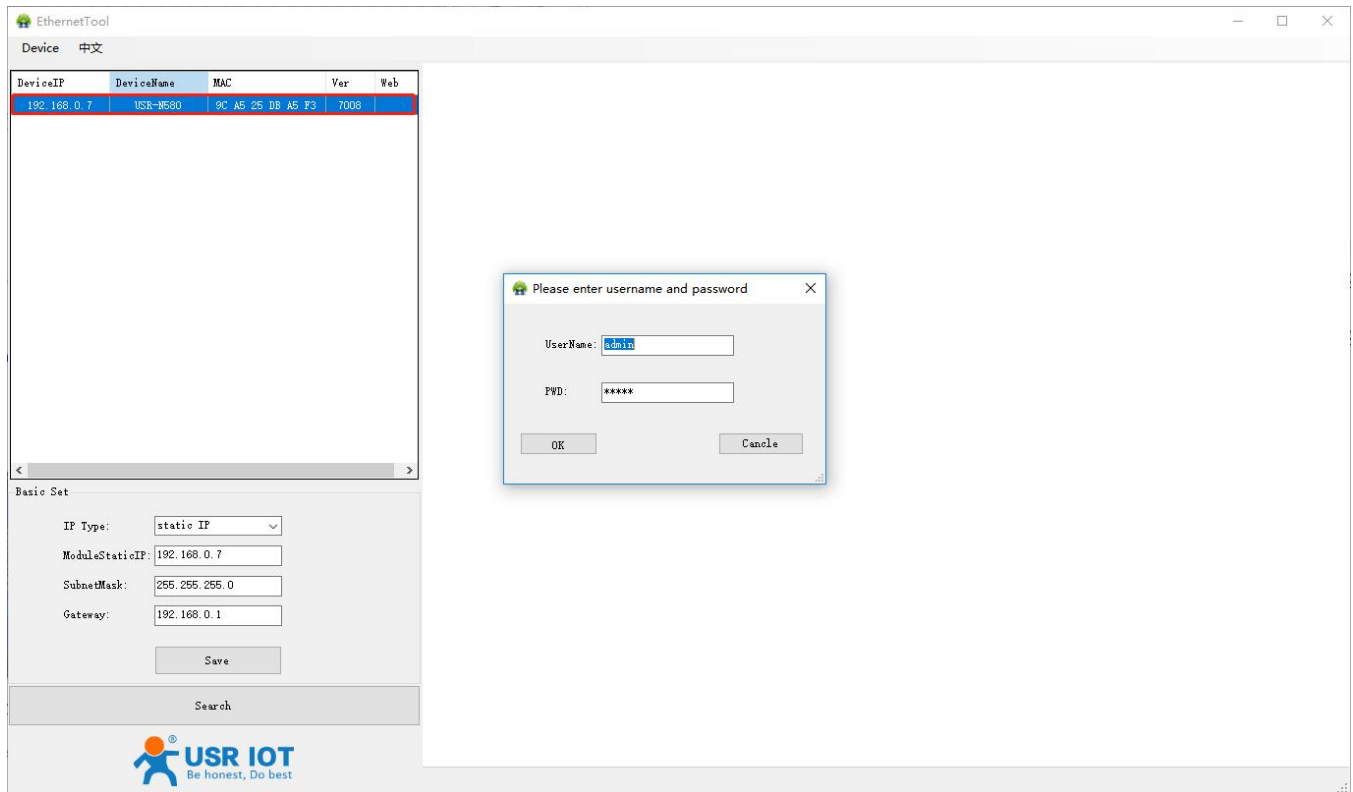 EthernetTool
Device 中文
DeviceIP DeviceName MAC Ver Web
192.168.0.7 USR-N580 9C A5 25 DB A5 F3 7008
Please enter username and password
UserName: admin
PWD: *****
OK Cancle
Basic Set
IP Type: static IP
ModuleStaticIP: 192.168.0.7
SubnetMask: 255.255.255.0
Gateway: 192.168.0.1
Save
Search
® USR IOT
Be honest, Do best